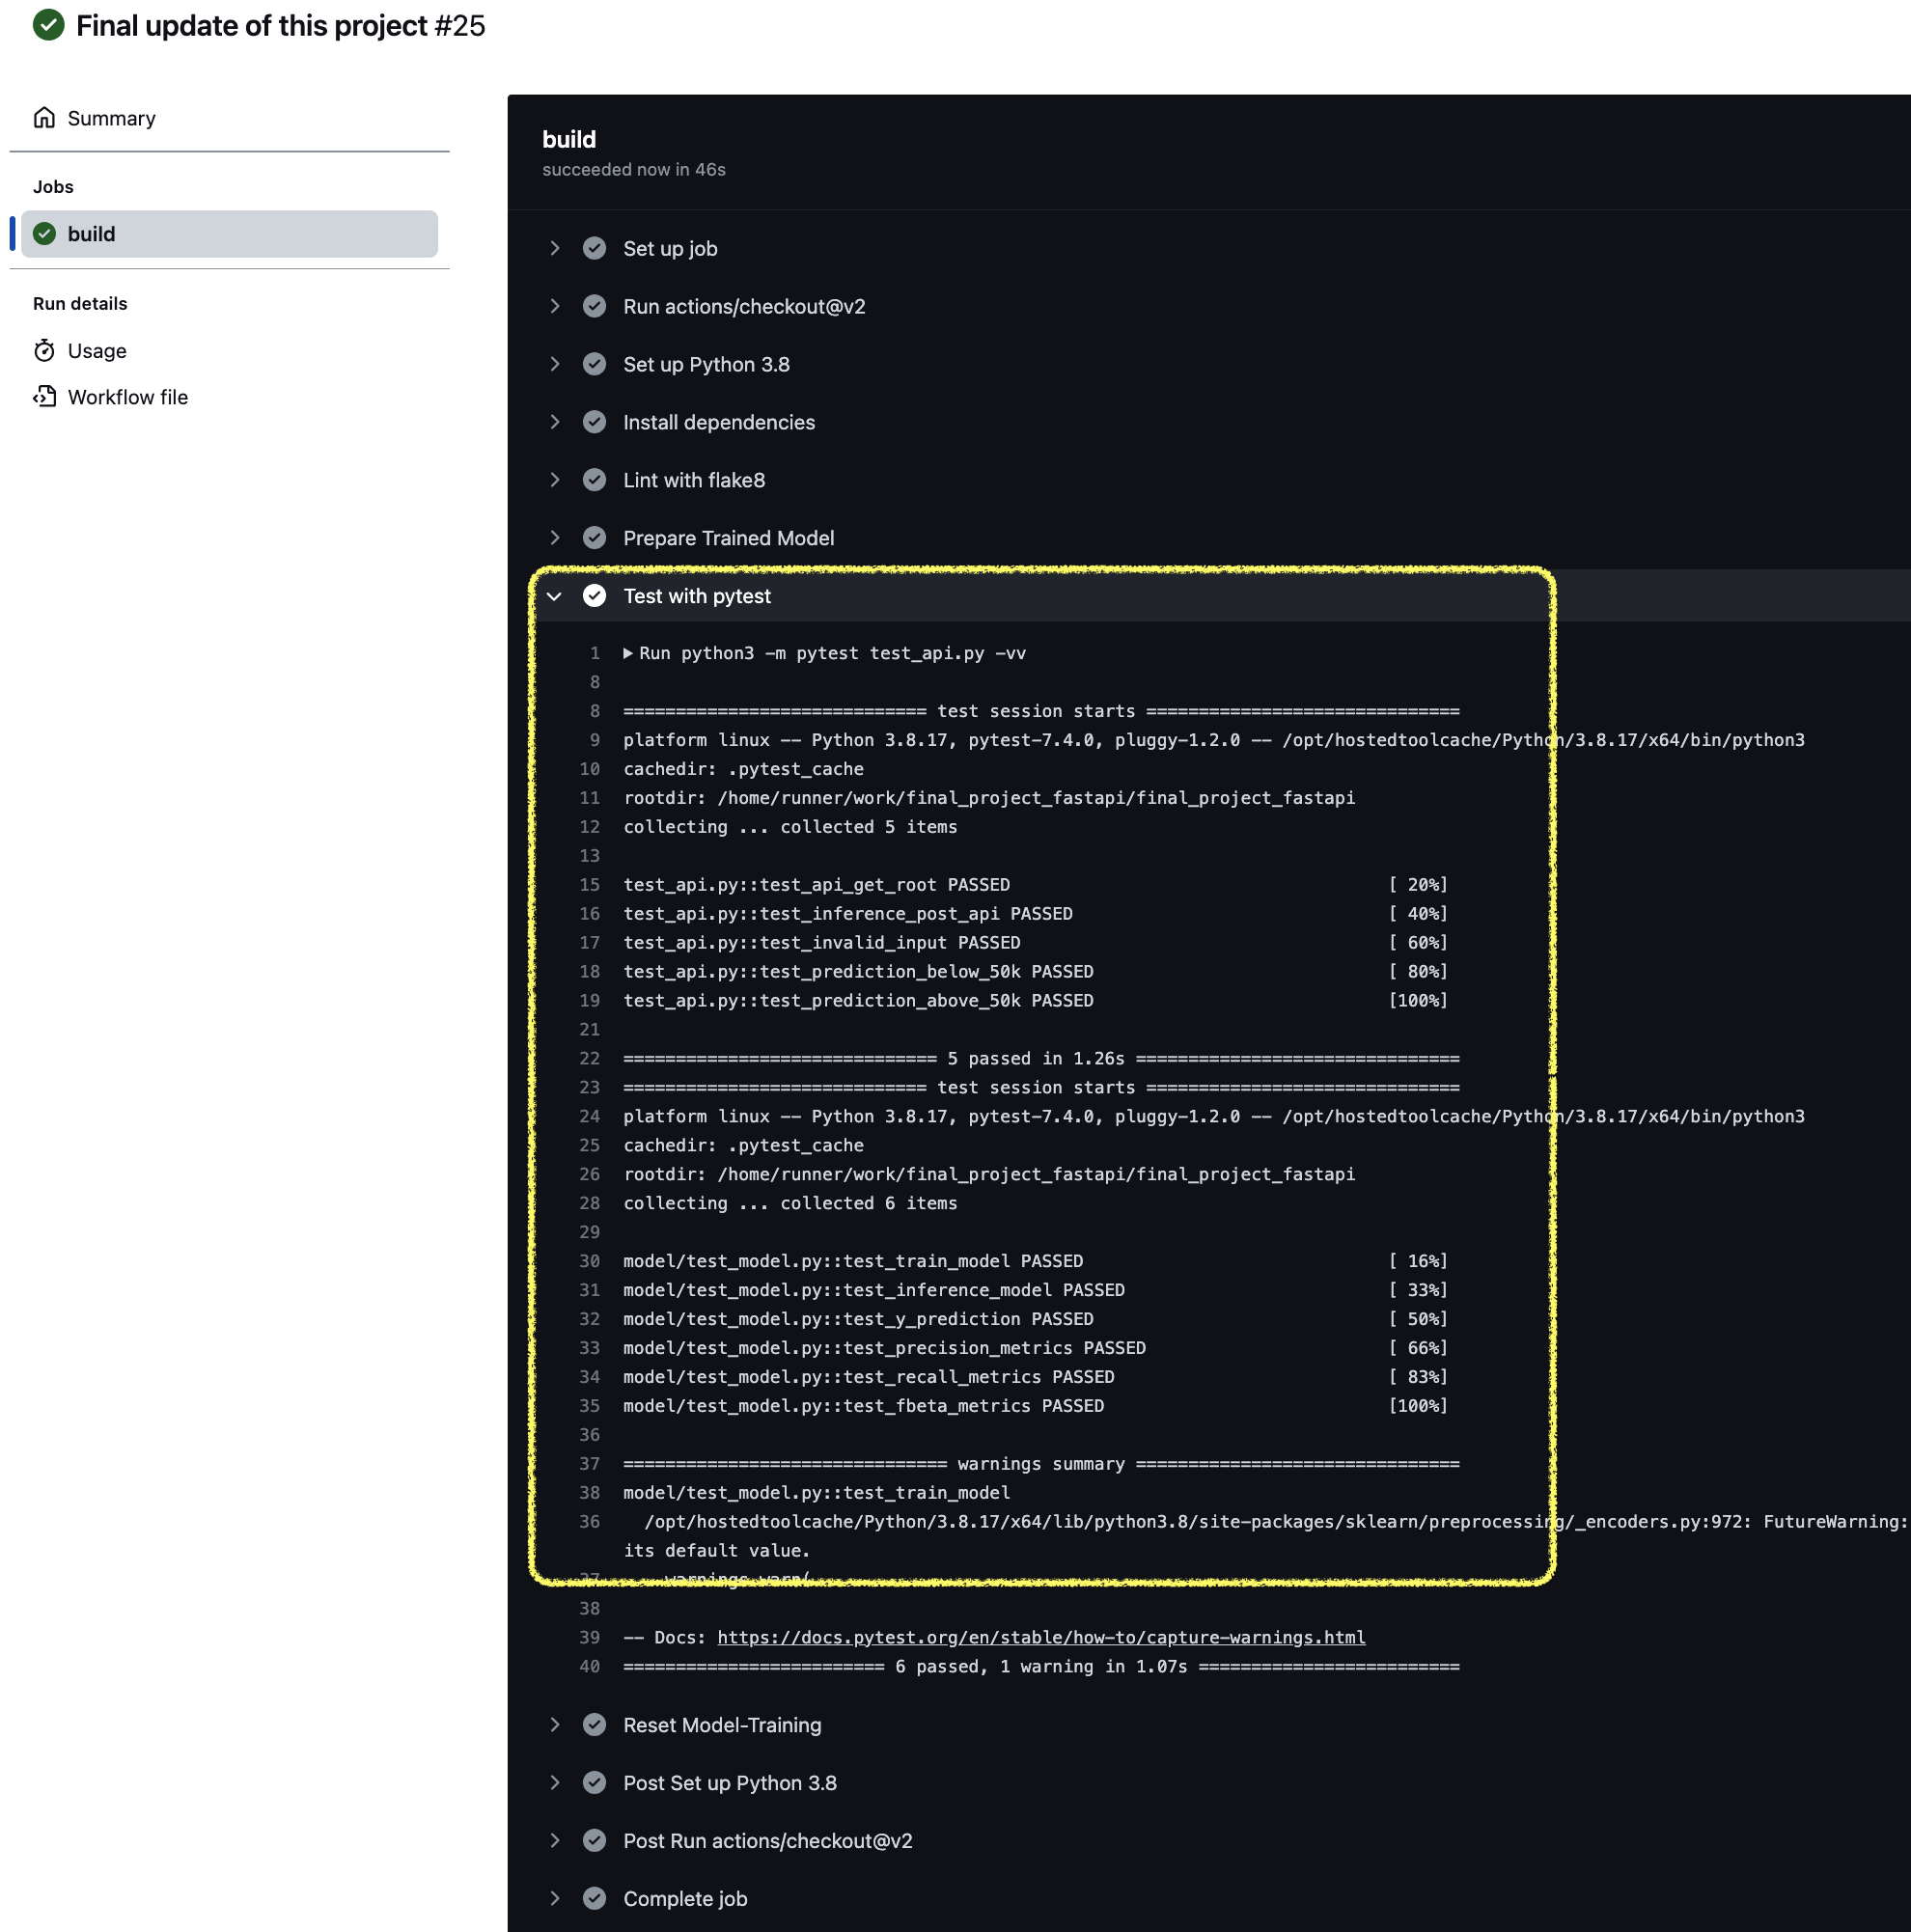 Final update of this project #25
Summary
Jobs
build
Run details
Usage
Workflow file
build
succeeded now in 46s
Set up job
Run actions/checkout@v2
Set up Python 3.8
Install dependencies
Lint with flake8
Prepare Trained Model
Test with pytest
1 Run python3 -m pytest test_api.py -vv
8
8 ============================= test session starts ==============================
9 platform linux -- Python 3.8.17, pytest-7.4.0, pluggy-1.2.0 -- /opt/hostedtoolcache/Python/3.8.17/x64/bin/python3
10 cachedir: .pytest_cache
11 rootdir: /home/runner/work/final_project_fastapi/final_project_fastapi
12 collecting ... collected 5 items
13
15 test_api.py::test_api_get_root PASSED [ 20%]
16 test_api.py::test_inference_post_api PASSED [ 40%]
17 test_api.py::test_invalid_input PASSED [ 60%]
18 test_api.py::test_prediction_below_50k PASSED [ 80%]
19 test_api.py::test_prediction_above_50k PASSED [100%]
21
22 ============================== 5 passed in 1.26s ===============================
23 ============================= test session starts ==============================
24 platform linux -- Python 3.8.17, pytest-7.4.0, pluggy-1.2.0 -- /opt/hostedtoolcache/Python/3.8.17/x64/bin/python3
25 cachedir: .pytest_cache
26 rootdir: /home/runner/work/final_project_fastapi/final_project_fastapi
28 collecting ... collected 6 items
29
30 model/test_model.py::test_train_model PASSED [ 16%]
31 model/test_model.py::test_inference_model PASSED [ 33%]
32 model/test_model.py::test_y_prediction PASSED [ 50%]
33 model/test_model.py::test_precision_metrics PASSED [ 66%]
34 model/test_model.py::test_recall_metrics PASSED [ 83%]
35 model/test_model.py::test_fbeta_metrics PASSED [100%]
36
37 =============================== warnings summary ===============================
38 model/test_model.py::test_train_model
36 /opt/hostedtoolcache/Python/3.8.17/x64/lib/python3.8/site-packages/sklearn/preprocessing/_encoders.py:972: FutureWarning:
its default value.
37 warnings.warn(
38
39 -- Docs: https://docs.pytest.org/en/stable/how-to/capture-warnings.html
40 ========================= 6 passed, 1 warning in 1.07s =========================
Reset Model-Training
Post Set up Python 3.8
Post Run actions/checkout@v2
Complete job